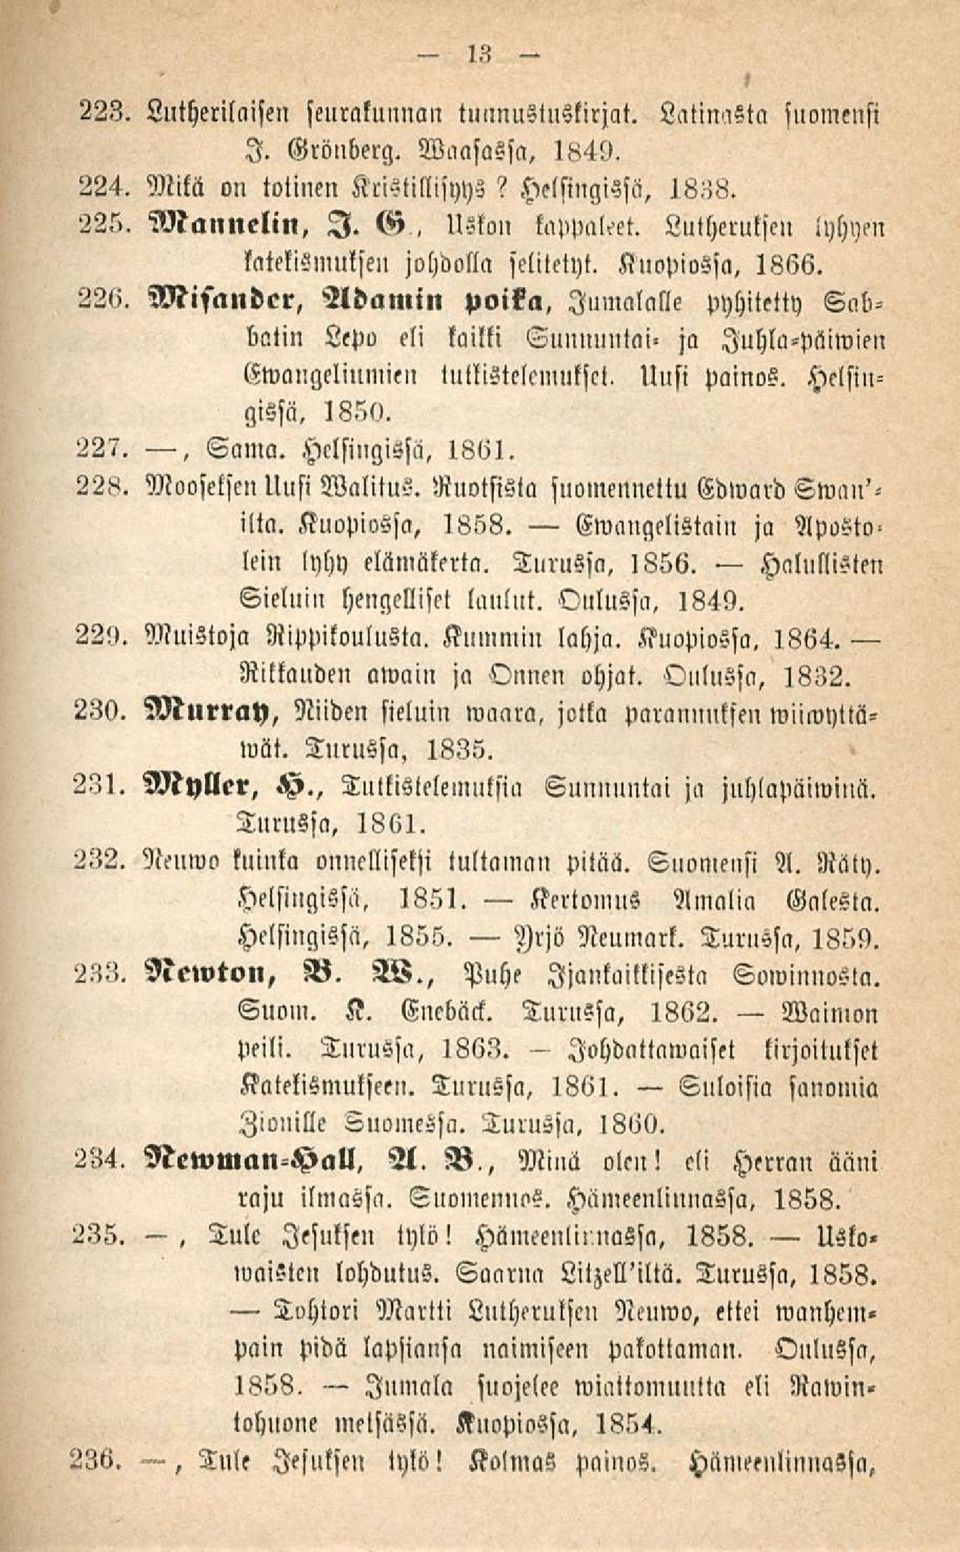 — 13 —
223. Lutherilaisen seurakunnan tunnustuskirjat. Latinasta suomensi
J. Grönberg. Waasassa, 1849.
224. Mikä on totinen Kristillisyys? Helsingissä, 1838.
225. Mannelin, J. G., Uskon kappaleet. Lutheruksen lyhyen
katekismuksen johdolla selitetyt. Kuopiossa, 1866.
226. Misander, Adamin poika, Jumalalle pyhitetty Sab-
batin Lepo eli kaikki Sunnuntai- ja Juhla-päiwien
Ewangeliumien tutkistelemukset. Uusi painos. Helsin-
gissä, 1850.
227. —, Sama. Helsingissä, 1861.
228. Mooseksen Uusi Walitus. Ruotsista suomennettu Edward Swan'-
ilta. Kuopiossa, 1858. — Ewangelistain ja Aposto-
lein lyhy elämäkerta. Turussa, 1856. — Halullisten
Sieluin hengelliset laulut. Oulussa, 1849.
229. Muistoja Rippikoulusta. Kummin lahja. Kuopiossa, 1864. —
Rikkauden awain ja Onnen ohjat. Oulussa, 1832.
230. Murray, Niiden sieluin waara, jotka parannuksen wiiwyttä-
wät. Turussa, 1835.
231. Myller, H., Tutkistelemuksia Sunnuntai ja juhlapäiwinä.
Turussa, 1861.
232. Neuwo kuinka onnelliseksi tultaman pitää. Suomensi A. Räty.
Helsingissä, 1851. — Kertomus Amalia Galesta.
Helsingissä, 1855. — Yrjö Neumark. Turussa, 1859.
233. Newton, B. W., Puhe Ijankaikkisesta Sowinnosta.
Suom. K. Enebäck. Turussa, 1862. — Waimon
peili. Turussa, 1863. — Johdattawaiset kirjoitukset
Katekismukseen. Turussa, 1861. — Suloisia sanomia
Zionille Suomessa. Turussa, 1860.
234. Newman-Hall, A. B., Minä olen! eli Herran ääni
raju ilmassa. Suomennos. Hämeenlinnassa, 1858.
235. —, Tule Jesuksen tykö! Hämeenlinnassa, 1858. — Usko-
waisten lohdutus. Saarna Litzell'iltä. Turussa, 1858.
— Tohtori Martti Lutheruksen Neuwo, ettei wanhem-
pain pidä lapsiansa naimiseen pakottaman. Oulussa,
1858. — Jumala suojelee wiattomuutta eli Rawin-
tohuone metsässä. Kuopiossa, 1854.
236. —, Tule Jesuksen tykö! Kolmas painos. Hämeenlinnassa,